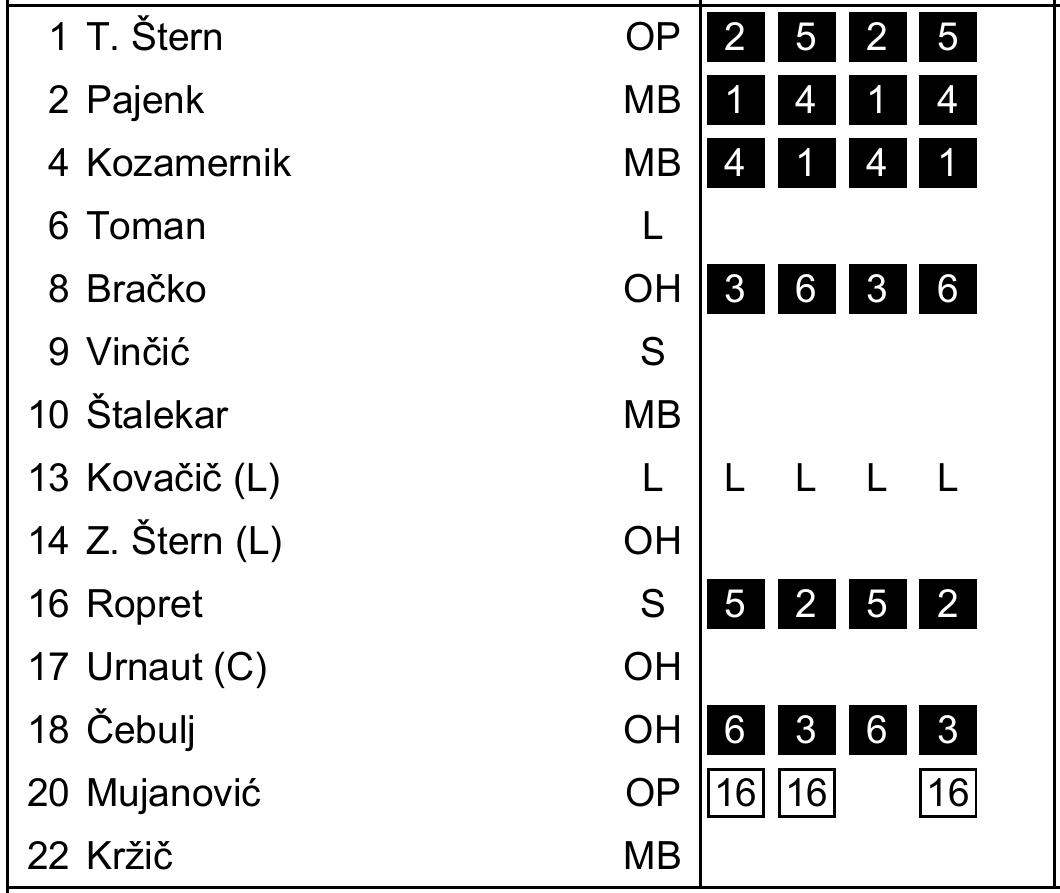 1 T. Štern OP 2 5 2 5
2 Pajenk MB 1 4 1 4
4 Kozamernik MB 4 1 4 1
6 Toman L
8 Bračko OH 3 6 3 6
9 Vinčić S
10 Štalekar MB
13 Kovačič (L) L L L L L
14 Z. Štern (L) OH
16 Ropret S 5 2 5 2
17 Urnaut (C) OH
18 Čebulj OH 6 3 6 3
20 Mujanović OP 16 16 16
22 Kržič MB